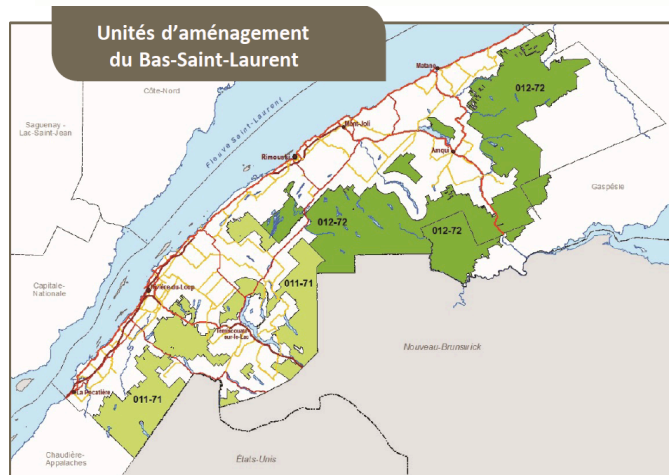 Unités d'aménagement
du Bas-Saint-Laurent
Côte-Nord
Saguenay -
Lac-Saint-Jean
Fleuve Saint-Laurent
Matane
012-72
Mont-Joli
Rimouski
Amqui
Gaspésie
012-72
012-72
Capitale-
Nationale
011-71
Rivière-du-Loup
Témiscouata-
sur-le-Lac
Nouveau-Brunswick
011-71
La Pocatière
Chaudière-
Appalaches
États-Unis